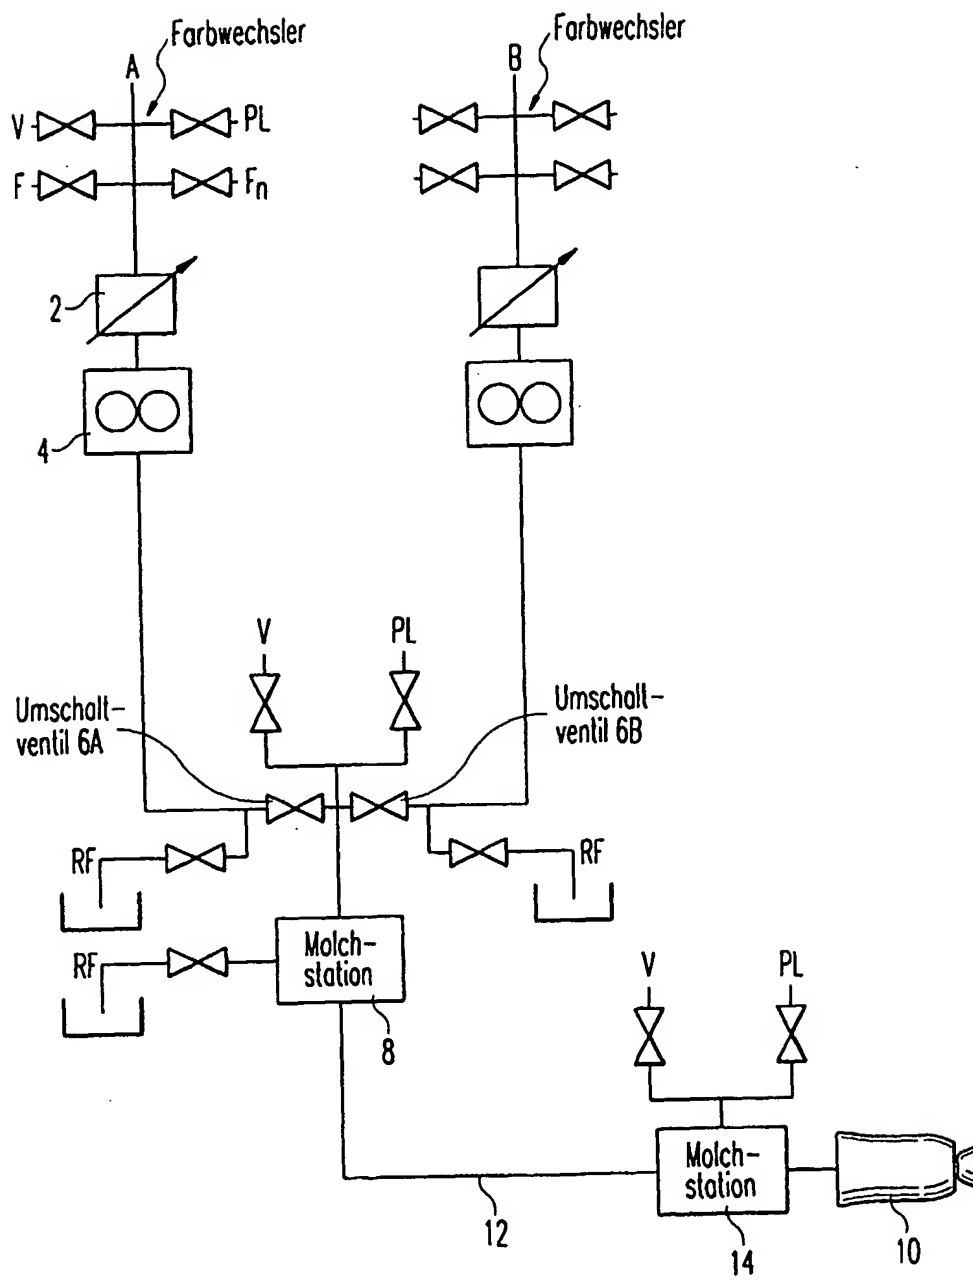 Farbwechsler
Farbwechsler
A
B
V
PL
F
Fn
2
4
V
PL
Umschalt-
ventil 6A
Umschalt-
ventil 6B
RF
RF
Molch-
station
RF
8
V
PL
Molch-
station
12
14
10